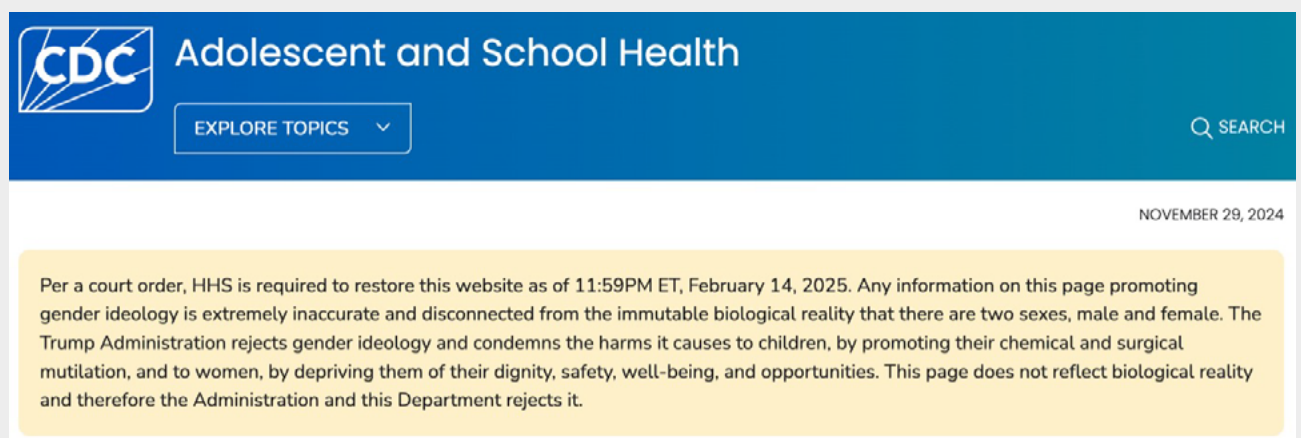 CDC
Adolescent and School Health
EXPLORE TOPICS
SEARCH
NOVEMBER 29, 2024
Per a court order, HHS is required to restore this website as of 11:59PM ET, February 14, 2025. Any information on this page promoting
gender ideology is extremely inaccurate and disconnected from the immutable biological reality that there are two sexes, male and female. The
Trump Administration rejects gender ideology and condemns the harms it causes to children, by promoting their chemical and surgical
mutilation, and to women, by depriving them of their dignity, safety, well-being, and opportunities. This page does not reflect biological reality
and therefore the Administration and this Department rejects it.